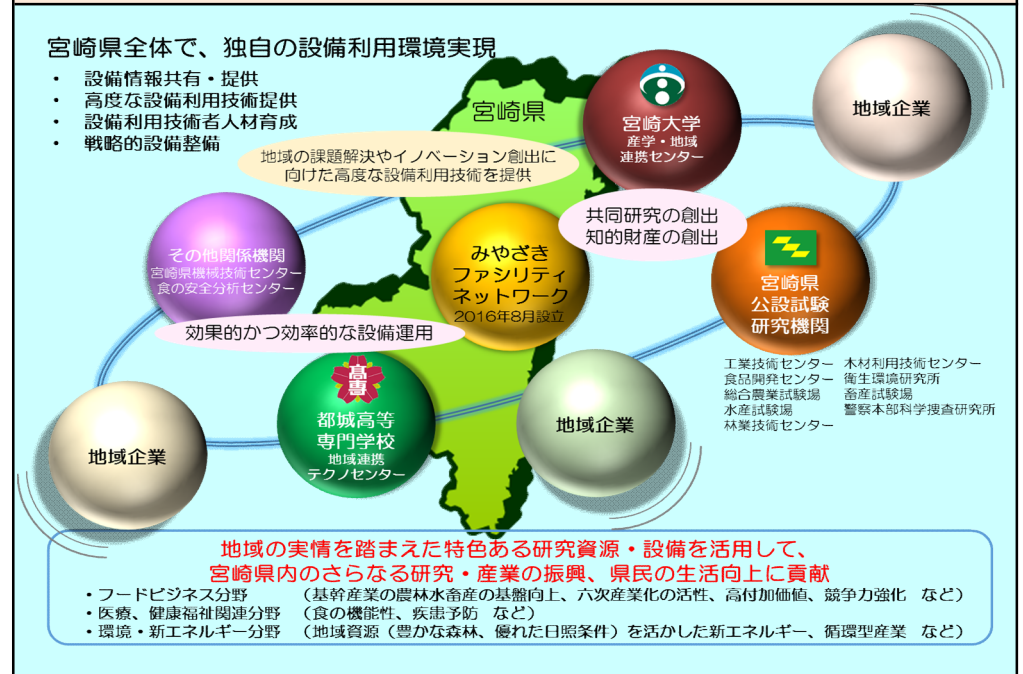 宮崎県全体で、独自の設備利用環境実現
・ 設備情報共有・提供
・ 高度な設備利用技術提供
・ 設備利用技術者人材育成
・ 戦略的設備整備
宮崎県
地域の課題解決やイノベーション創出に
向けた高度な設備利用技術を提供
宮崎大学
産学・地域
連携センター
地域企業
共同研究の創出
知的財産の創出
その他関係機関
宮崎県機械技術センター
食の安全分析センター
みやざき
ファシリティ
ネットワーク
2016年8月設立
宮崎県
公設試験
研究機関
効果的かつ効率的な設備運用
工業技術センター 木材利用技術センター
食品開発センター 衛生環境研究所
総合農業試験場 畜産試験場
水産試験場 警察本部科学捜査研究所
林業技術センター
高専
都城高等
専門学校
地域連携
テクノセンター
地域企業
地域企業
地域の実情を踏まえた特色ある研究資源・設備を活用して、
宮崎県内のさらなる研究・産業の振興、県民の生活向上に貢献
・フードビジネス分野 （基幹産業の農林水畜産の基盤向上、六次産業化の活性、高付加価値、競争力強化 など）
・医療、健康福祉関連分野 （食の機能性、疾患予防 など）
・環境・新エネルギー分野 （地域資源（豊かな森林、優れた日照条件）を活かした新エネルギー、循環型産業 など）